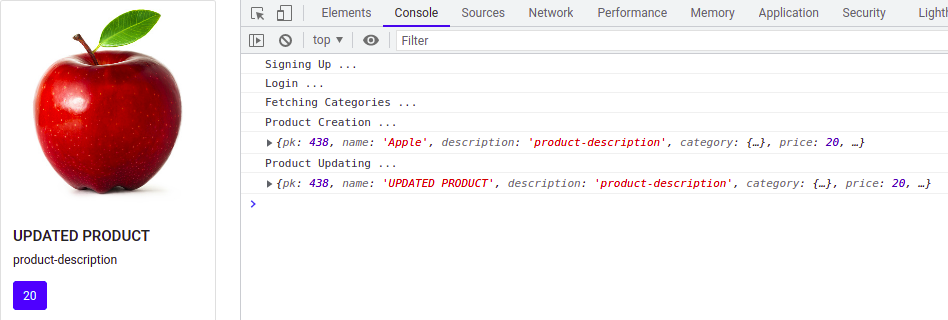 Elements Console Sources Network Performance Memory Application Security
top ▼ Filter
Signing Up ...
Login ...
Fetching Categories ...
Product Creation ...
▶ {pk: 438, name: 'Apple', description: 'product-description', category: {…}, price: 20, …}
Product Updating ...
▶ {pk: 438, name: 'UPDATED PRODUCT', description: 'product-description', category: {…}, price: 20, …}
>
UPDATED PRODUCT
product-description
20